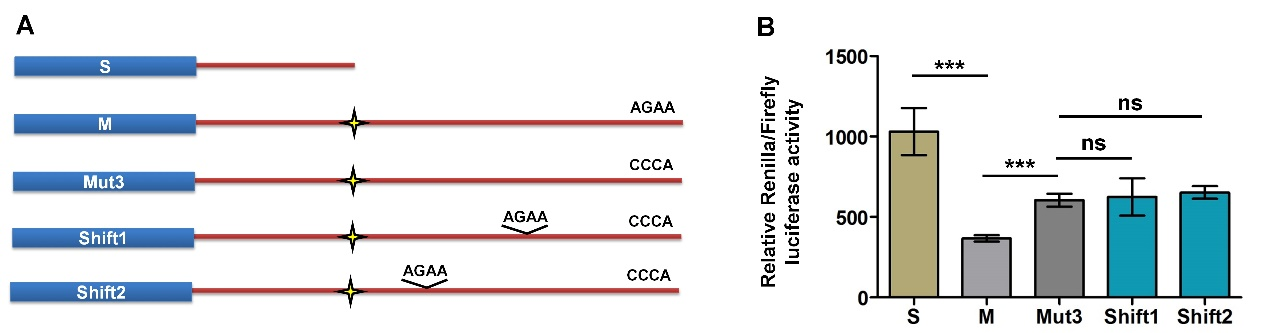 A
S
M
AGAA
Mut3
CCCA
Shift1
AGAA
CCCA
Shift2
AGAA
CCCA
B
Relative Renilla/Firefly
luciferase activity
1500
1000
500
0
***
***
ns
ns
S M Mut3 Shift1 Shift2